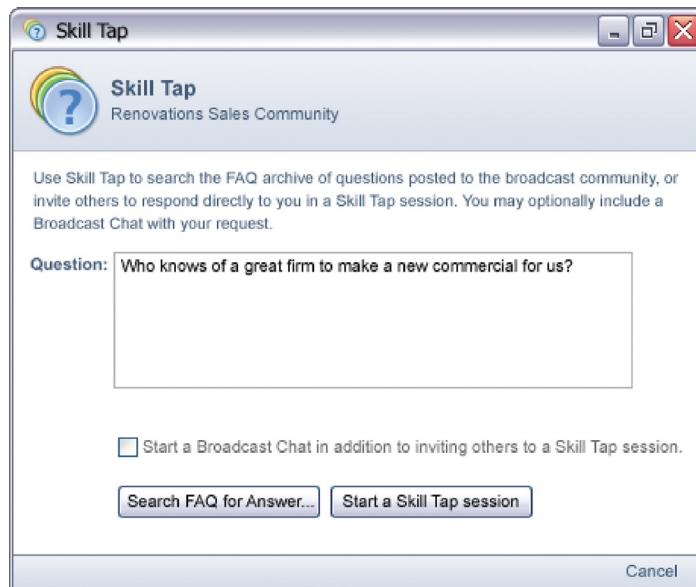 Skill Tap
Skill Tap
Renovations Sales Community
Use Skill Tap to search the FAQ archive of questions posted to the broadcast community, or
invite others to respond directly to you in a Skill Tap session. You may optionally include a
Broadcast Chat with your request.
Question: Who knows of a great firm to make a new commercial for us?
Start a Broadcast Chat in addition to inviting others to a Skill Tap session.
Search FAQ for Answer... Start a Skill Tap session
Cancel